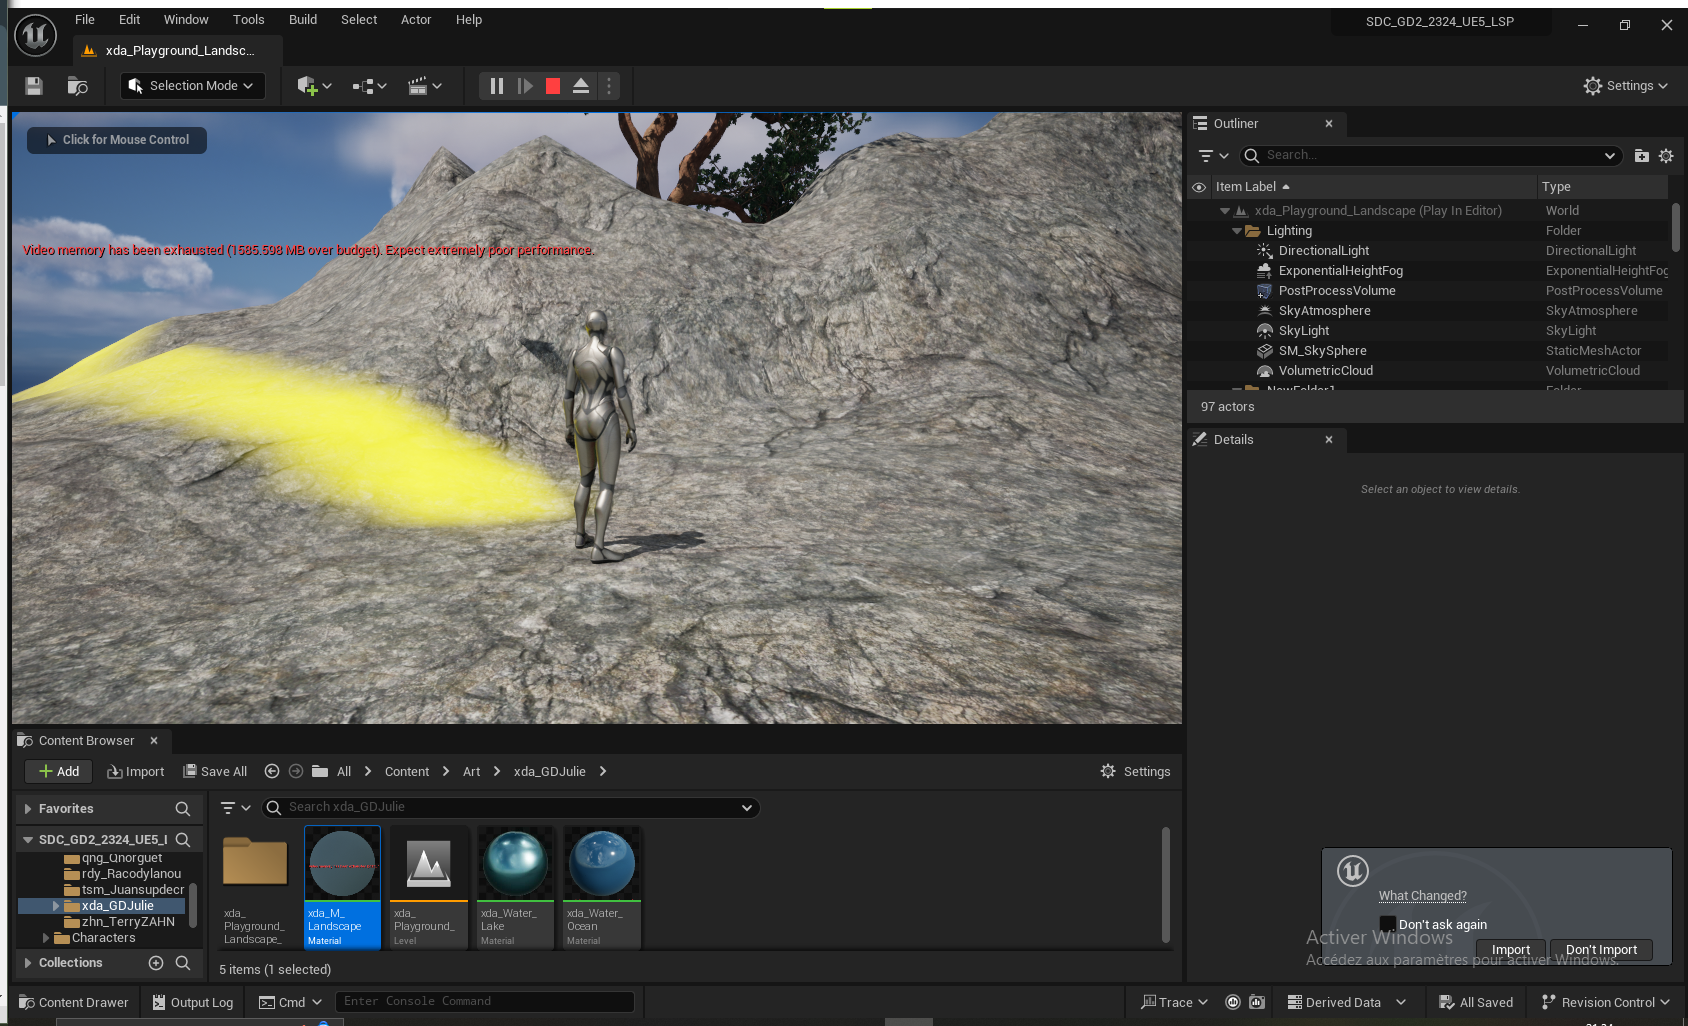 File Edit Window Tools Build Select Actor Help
SDC_GD2_2324_UE5_LSP
xda_Playground_Landsc...
Selection Mode
Settings
Click for Mouse Control
Video memory has been exhausted (1585.598 MB over budget). Expect extremely poor performance.
Outliner
Search...
Item Label Type
xda_Playground_Landscape (Play In Editor) World
Lighting Folder
DirectionalLight DirectionalLight
ExponentialHeightFog ExponentialHeightFog
PostProcessVolume PostProcessVolume
SkyAtmosphere SkyAtmosphere
SkyLight SkyLight
SM_SkySphere StaticMeshActor
VolumetricCloud VolumetricCloud
NewFolder1 Folder
97 actors
Details
Select an object to view details.
Content Browser
Add Import Save All All Content Art xda_GDJulie Settings
Favorites
Search xda_GDJulie
SDC_GD2_2324_UE5_l
qng_Qnorguet
rdy_Racodylanou
tsm_Juansupdecr
xda_GDJulie
zhn_TerryZAHN
Characters
Collections
xda_
Playground_
Landscape_
xda_M_
Landscape
Material
xda_
Playground_
Level
xda_Water_
Lake
Material
xda_Water_
Ocean
Material
5 items (1 selected)
What Changed?
Don't ask again
Import Don't Import
Activer Windows
Accédez aux paramètres pour activer Windows.
Content Drawer Output Log Cmd Enter Console Command Trace Derived Data All Saved Revision Control